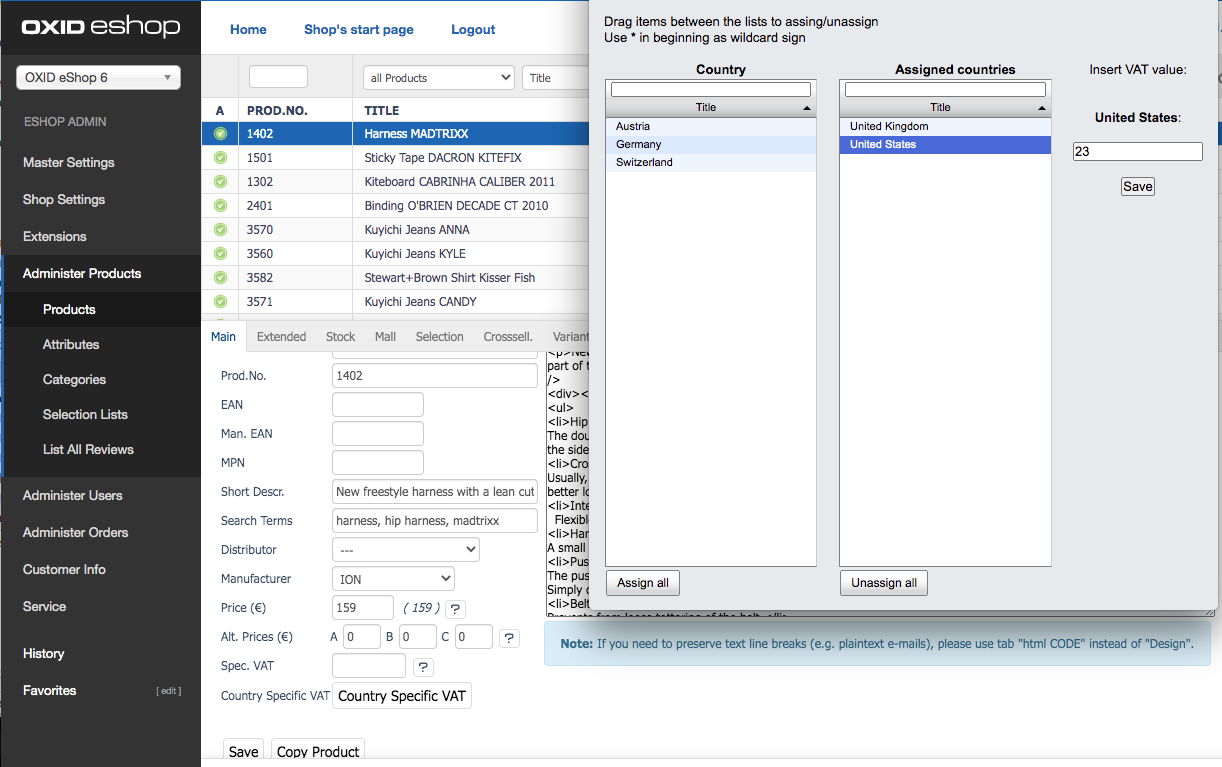 OXID eshop
OXID eShop 6
ESHOP ADMIN
Master Settings
Shop Settings
Extensions
Administer Products
Products
Attributes
Categories
Selection Lists
List All Reviews
Administer Users
Administer Orders
Customer Info
Service
History
Favorites [ edit ]
Home Shop's start page Logout
all Products Title
A PROD.NO. TITLE
1402 Harness MADTRIXX
1501 Sticky Tape DACRON KITEFIX
1302 Kiteboard CABRINHA CALIBER 2011
2401 Binding O'BRIEN DECADE CT 2010
3570 Kuyichi Jeans ANNA
3560 Kuyichi Jeans KYLE
3582 Stewart+Brown Shirt Kisser Fish
3571 Kuyichi Jeans CANDY
Main Extended Stock Mall Selection Crosssell. Variant
Prod.No. 1402
EAN
Man. EAN
MPN
Short Descr. New freestyle harness with a lean cut
Search Terms harness, hip harness, madtrixx
Distributor ---
Manufacturer ION
Price (€) 159 ( 159 ) ?
Alt. Prices (€) A 0 B 0 C 0 ?
Spec. VAT ?
Country Specific VAT Country Specific VAT
Save Copy Product
<p>New
part of t
/>
<div><
<ul>
<li>Hip
The dou
the side
<li>Cro
Usually,
better lo
<li>Inte
Flexible
<li>Har
A small
<li>Pus
The pus
Simply c
<li>Belt
Note: If you need to preserve text line breaks (e.g. plaintext e-mails), please use tab "html CODE" instead of "Design".
Drag items between the lists to assing/unassign
Use * in beginning as wildcard sign
Country
Title
Austria
Germany
Switzerland
Assign all
Assigned countries
Title
United Kingdom
United States
Unassign all
Insert VAT value:
United States:
23
Save